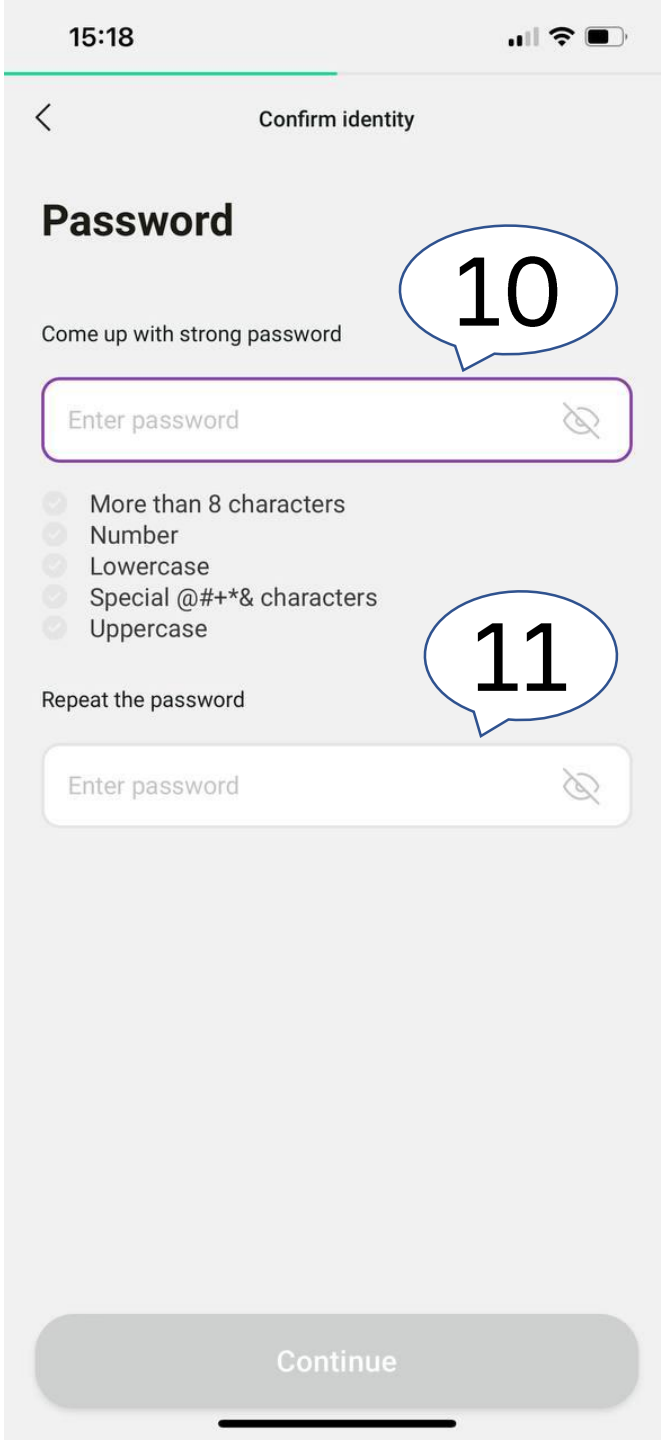 15:18
Confirm identity
Password
10
Come up with strong password
Enter password
More than 8 characters
Number
Lowercase
Special @#+*& characters
Uppercase
11
Repeat the password
Enter password
Continue